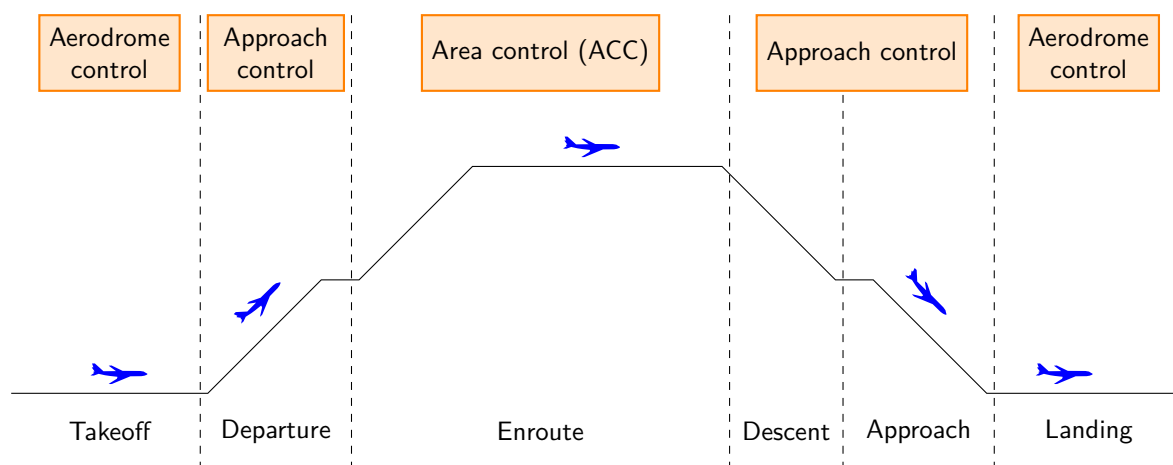 Aerodrome
control
Approach
control
Area control (ACC)
Approach control
Aerodrome
control
Takeoff
Departure
Enroute
Descent
Approach
Landing